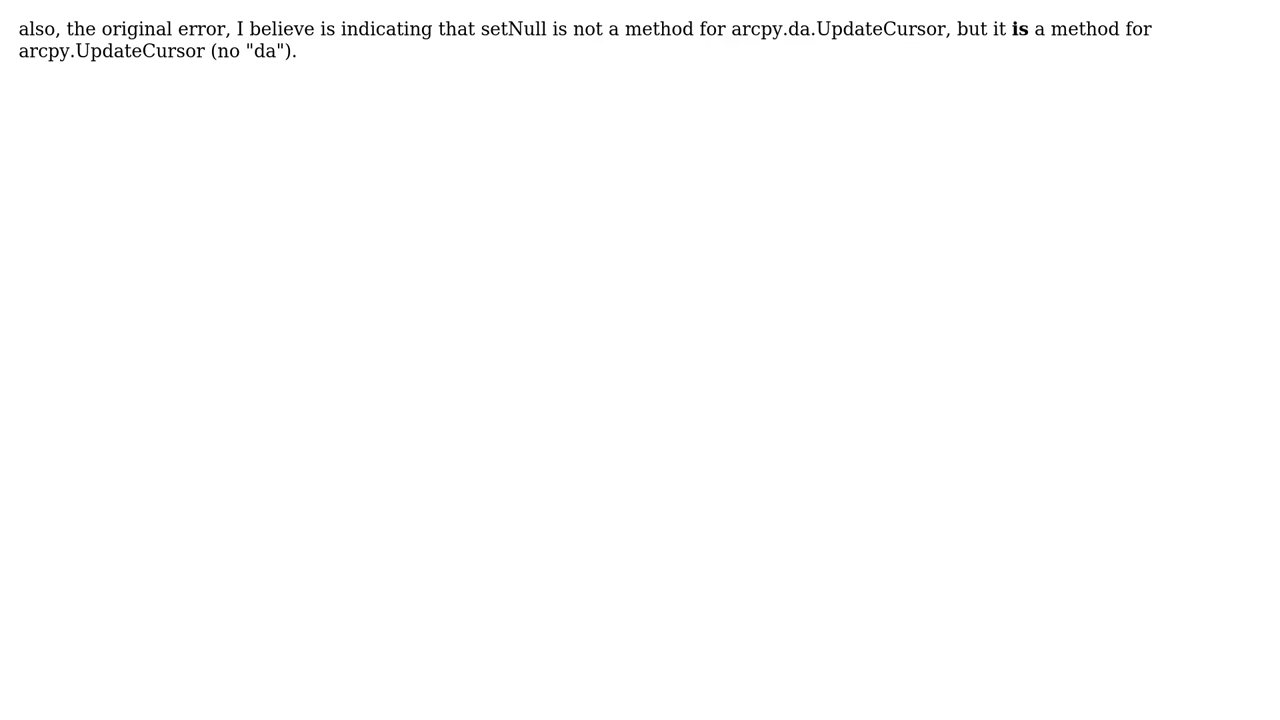 also, the original error, I believe is indicating that setNull is not a method for arcpy.da.UpdateCursor, but it is a method for
arcpy.UpdateCursor (no "da").